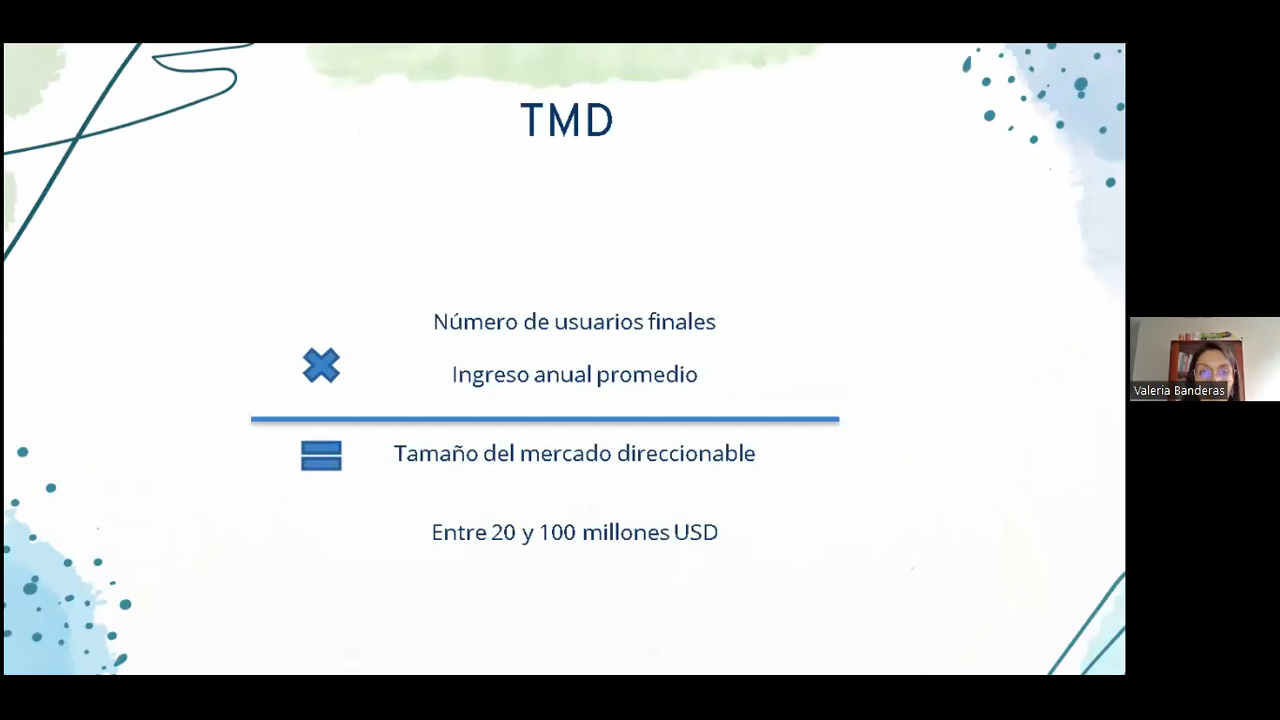 TMD
Número de usuarios finales
Ingreso anual promedio
Tamaño del mercado direccionable
Entre 20 y 100 millones USD
Valeria Banderas